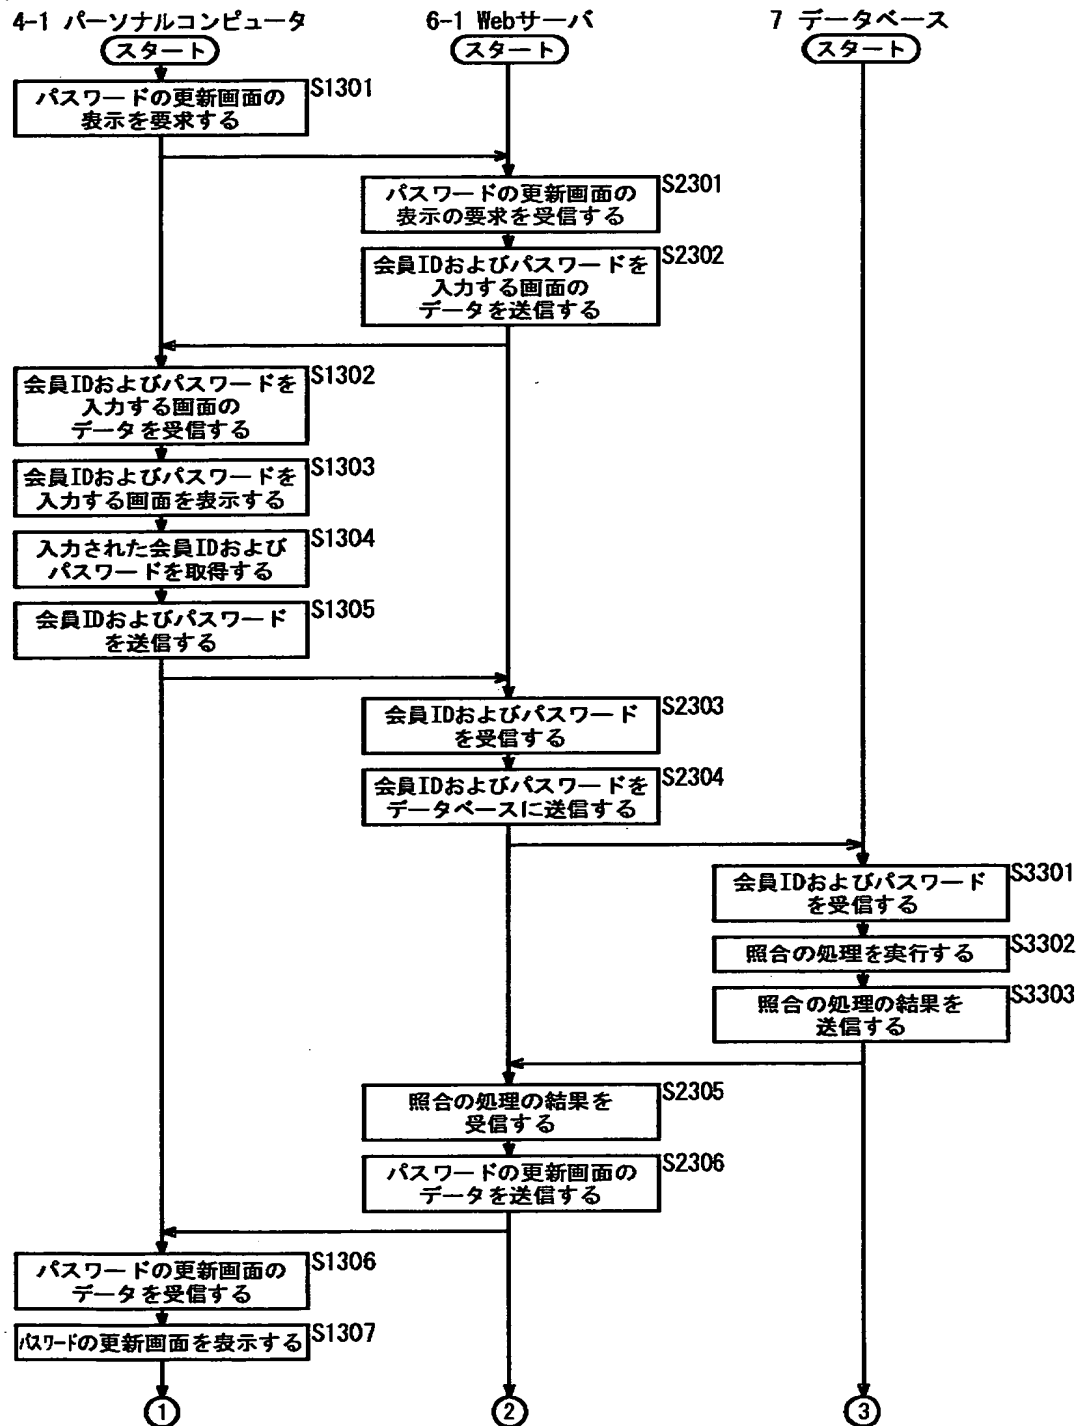 4-1 パーソナルコンピュータ
6-1 Webサーバ
7 データベース
スタート
スタート
スタート
S1301
パスワードの更新画面の
表示を要求する
S2301
パスワードの更新画面の
表示の要求を受信する
S2302
会員IDおよびパスワードを
入力する画面の
データを送信する
S1302
会員IDおよびパスワードを
入力する画面の
データを受信する
S1303
会員IDおよびパスワードを
入力する画面を表示する
S1304
入力された会員IDおよび
パスワードを取得する
S1305
会員IDおよびパスワード
を送信する
S2303
会員IDおよびパスワード
を受信する
S2304
会員IDおよびパスワードを
データベースに送信する
S3301
会員IDおよびパスワード
を受信する
S3302
照合の処理を実行する
S3303
照合の処理の結果を
送信する
S2305
照合の処理の結果を
受信する
S2306
パスワードの更新画面の
データを送信する
S1306
パスワードの更新画面の
データを受信する
S1307
パスワードの更新画面を表示する
1
2
3